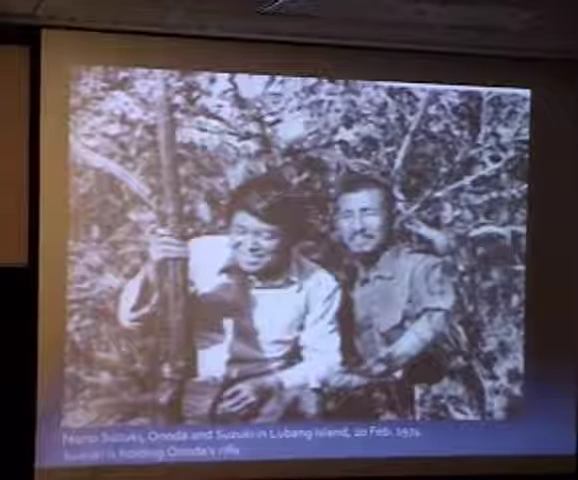 Norio Suzuki, Onoda and Suzuki in Lubang Island, 20 Feb. 1974.
Suzuki is holding Onoda's rifle